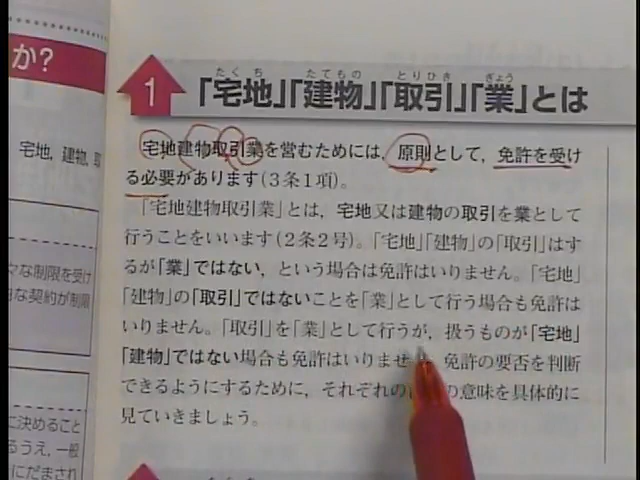 か?
宅地, 建物, 取
々な制限を受け
な契約が制限
に決めること
るうえ, 一般
にだまされ
1 「宅地」「建物」「取引」「業」とは
たくち たてもの とりひき ぎょう
宅地建物取引業を営むためには, 原則として, 免許を受け
る必要があります(3条1項)。
「宅地建物取引業」とは, 宅地又は建物の取引を業として
行うことをいいます(2条2号)。「宅地」「建物」の「取引」はす
るが「業」ではない, という場合は免許はいりません。「宅地」
「建物」の「取引」ではないことを「業」として行う場合も免許は
いりません。「取引」を「業」として行うが, 扱うものが「宅地」
「建物」ではない場合も免許はいりませ 免許の要否を判断
できるようにするために, それぞれの の意味を具体的に
見ていきましょう。